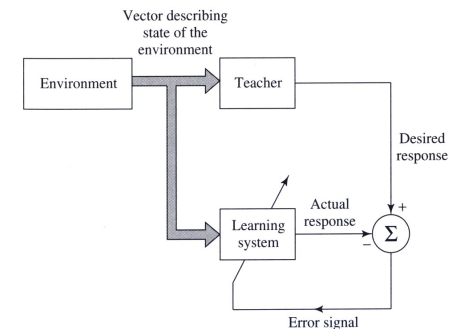 Vector describing
state of the
environment
Environment
Teacher
Desired
response
+
Learning
system
Actual
response
Σ
−
Error signal